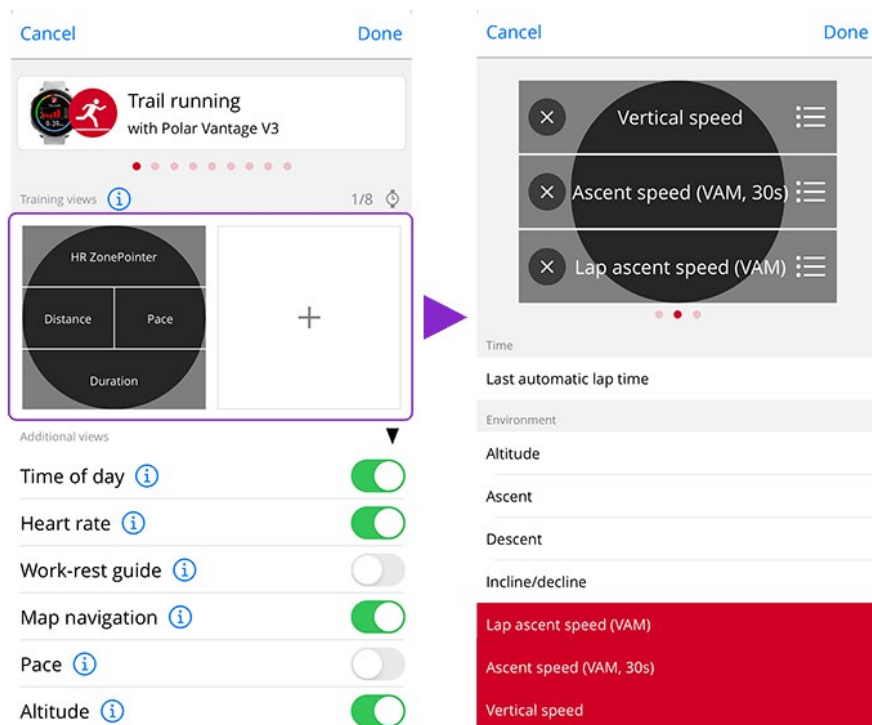 Cancel
Done
Trail running
with Polar Vantage V3
Training views
1/8
HR ZonePointer
Distance
Pace
Duration
Additional views
Time of day
Heart rate
Work-rest guide
Map navigation
Pace
Altitude
Cancel
Done
Vertical speed
Ascent speed (VAM, 30s)
Lap ascent speed (VAM)
Time
Last automatic lap time
Environment
Altitude
Ascent
Descent
Incline/decline
Lap ascent speed (VAM)
Ascent speed (VAM, 30s)
Vertical speed